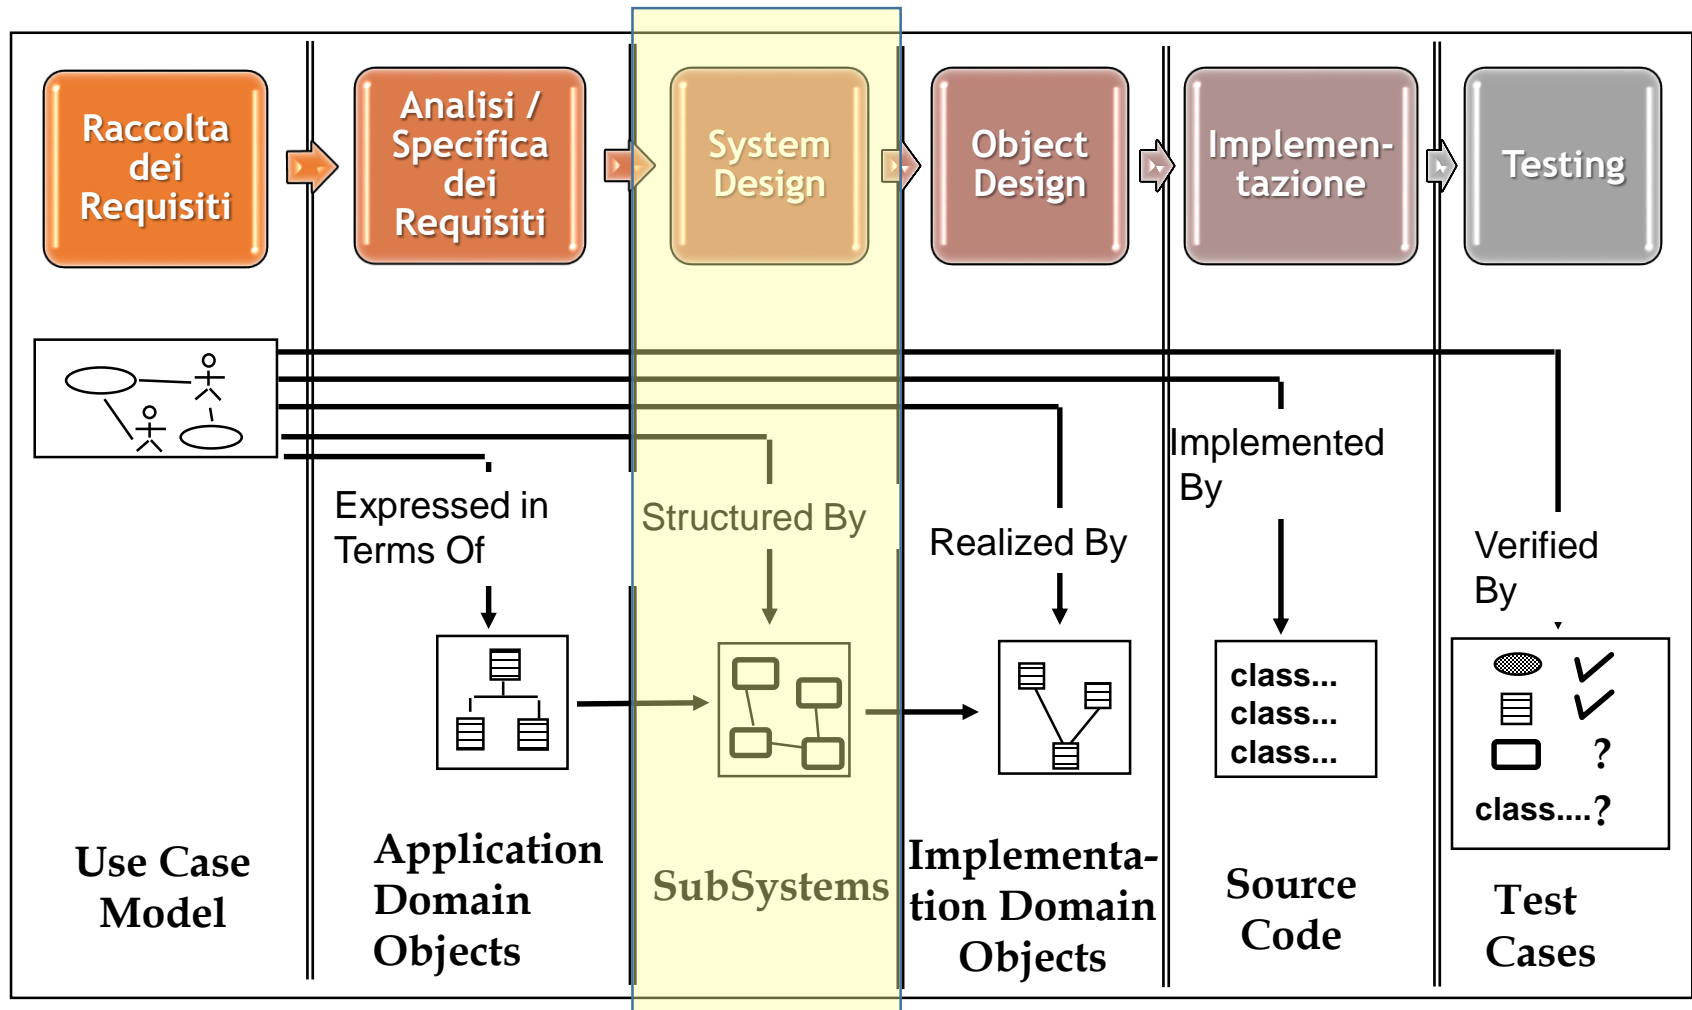 Raccolta
dei
Requisiti
Analisi /
Specifica
dei
Requisiti
System
Design
Object
Design
Implemen-
tazione
Testing
Expressed in
Terms Of
Structured By
Realized By
Implemented
By
Verified
By
class...
class...
class...
?
class....?
Use Case
Model
Application
Domain
Objects
SubSystems
Implementa-
tion Domain
Objects
Source
Code
Test
Cases